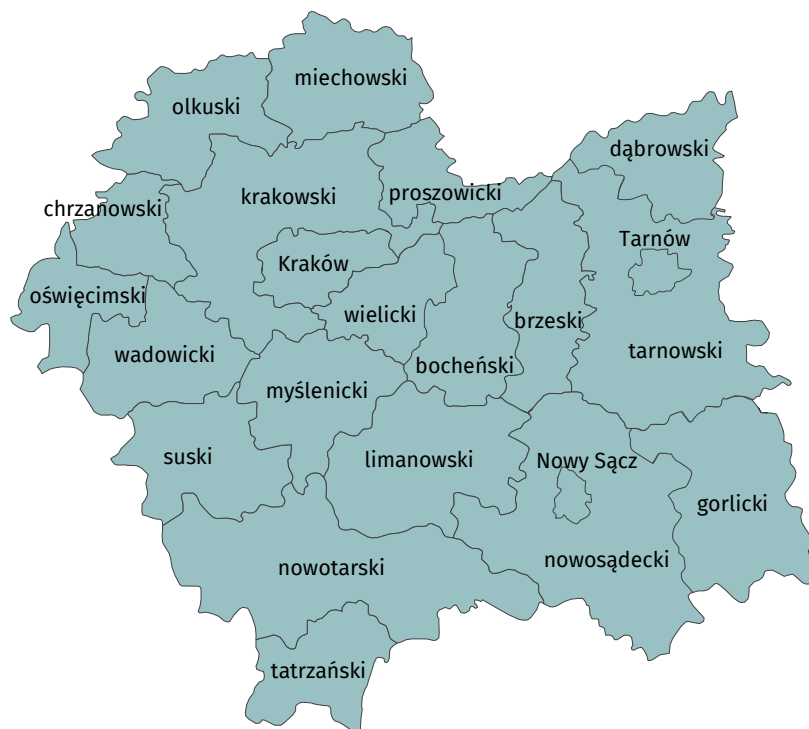 miechowski
olkuski
dąbrowski
chrzanowski
krakowski
proszowicki
Tarnów
Kraków
oświęcimski
wielicki
brzeski
wadowicki
bocheński
tarnowski
myślenicki
suski
limanowski
Nowy Sącz
gorlicki
nowotarski
nowosądecki
tatrzański